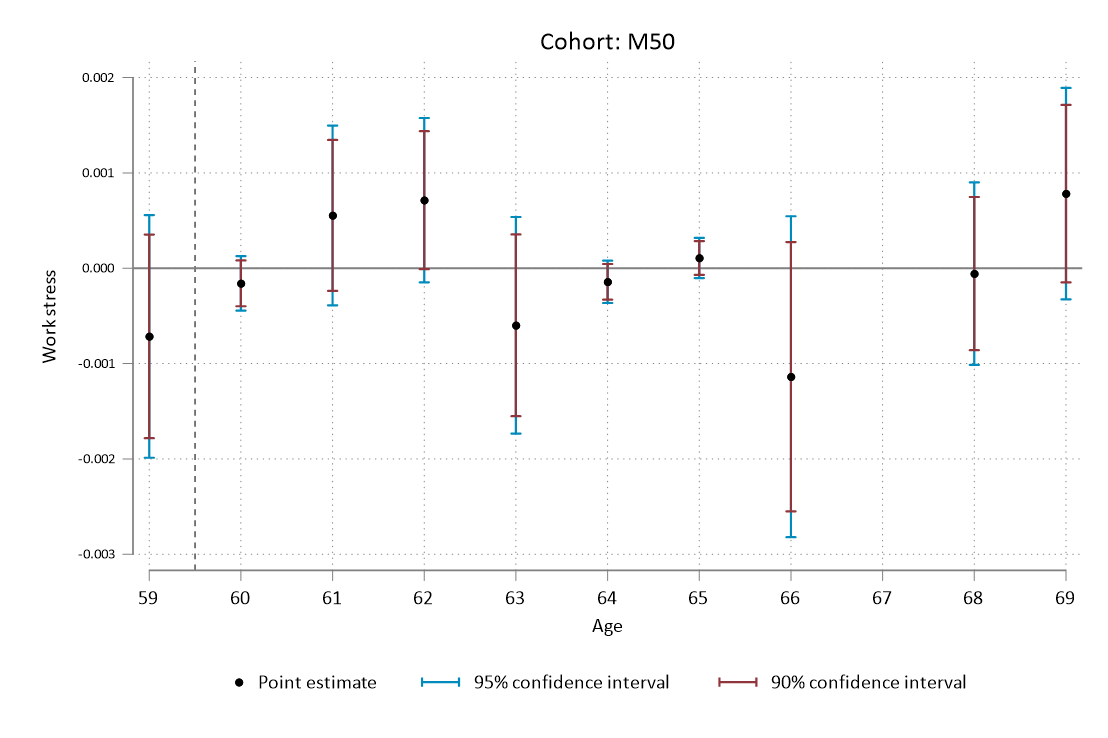 Cohort: M50
0.002
0.001
0.000
-0.001
-0.002
-0.003
Work stress
59 60 61 62 63 64 65 66 67 68 69
Age
Point estimate 95% confidence interval 90% confidence interval